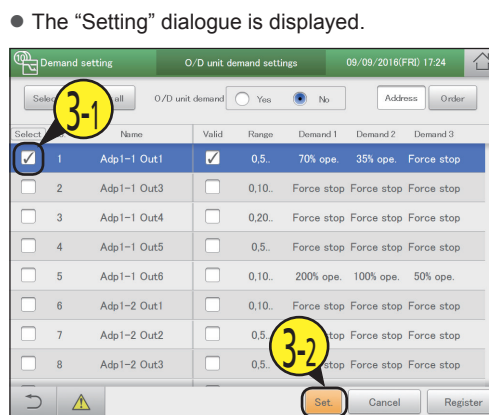 ● The “Setting” dialogue is displayed.
Demand setting O/D unit demand settings 09/09/2016(FRI) 17:24
all O/D unit demand Yes No Address Order
3-1
Select Name Valid Range Demand 1 Demand 2 Demand 3
1 Adp1-1 Out1 0,5.. 70% ope. 35% ope. Force stop
2 Adp1-1 Out3 0,10.. Force stop Force stop Force stop
3 Adp1-1 Out4 0,20.. Force stop Force stop Force stop
4 Adp1-1 Out5 0,5.. Force stop Force stop Force stop
5 Adp1-1 Out6 0,10.. 200% ope. 100% ope. 50% ope.
6 Adp1-2 Out1 0,10.. Force stop Force stop Force stop
7 Adp1-2 Out2 0,5.. stop Force stop Force stop
8 Adp1-2 Out3 0,5.. stop Force stop Force stop
3-2
Set. Cancel Register